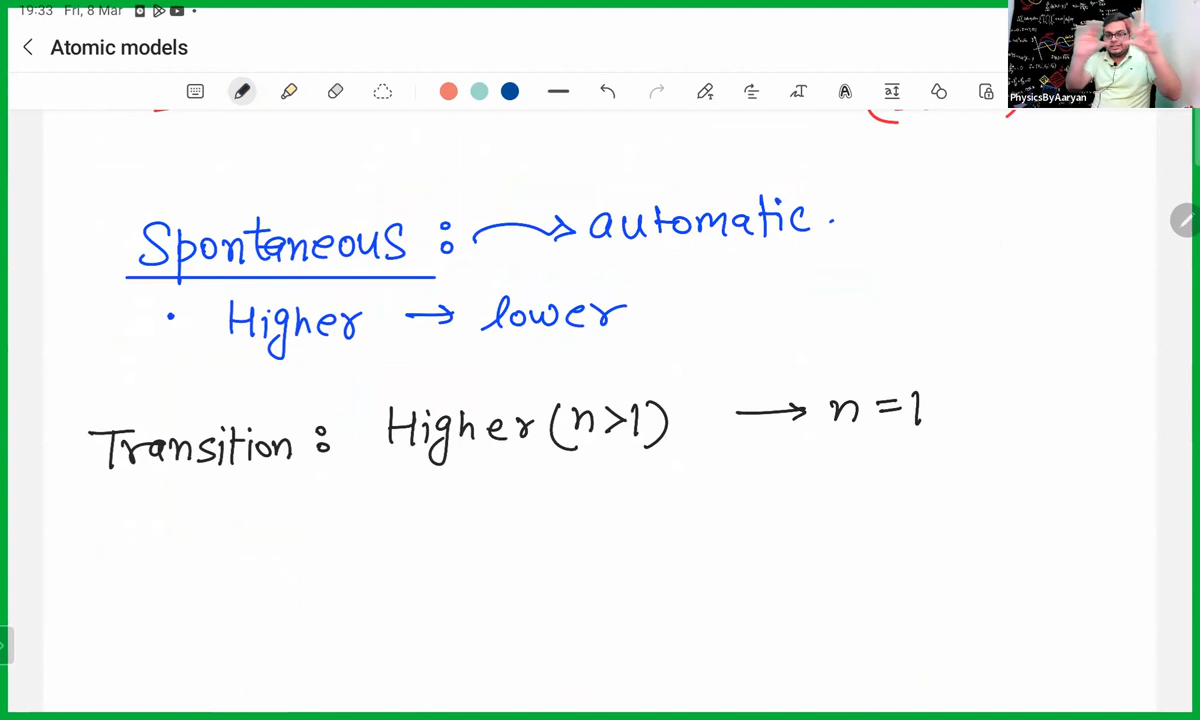 19:33 Fri, 8 Mar
Atomic models
PhysicsByAaryan
Spontaneous : → automatic.
• Higher → lower
Transition : Higher (n>1) → n = 1